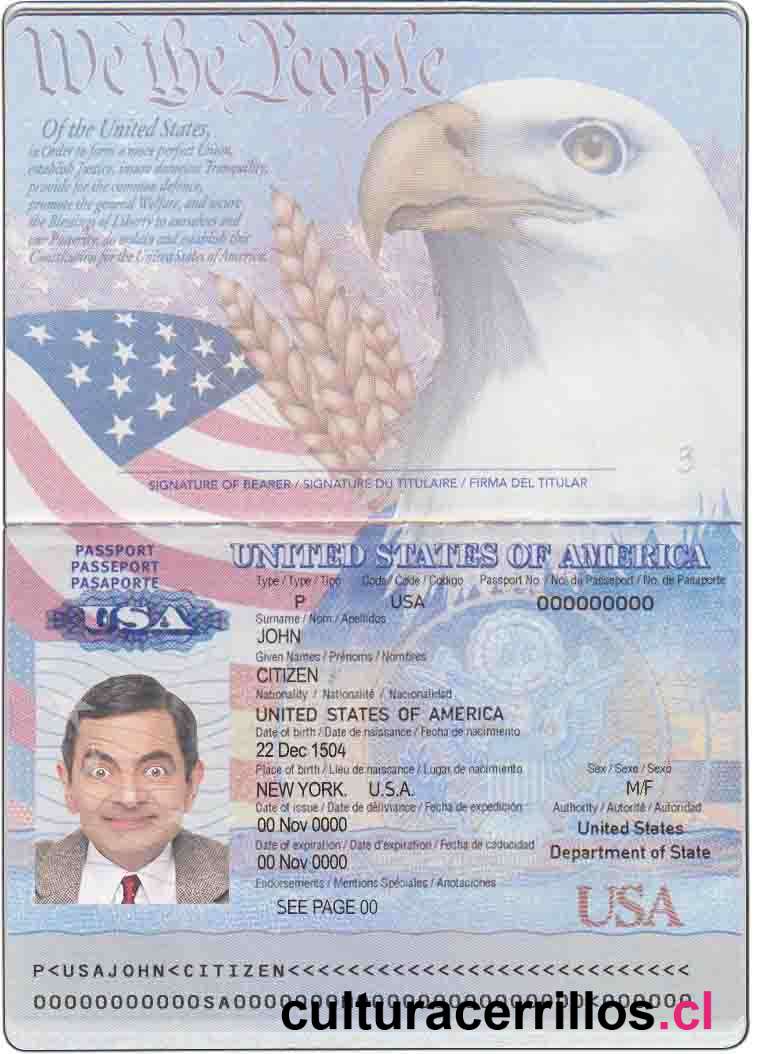 We the People
Of the United States,
in Order to form a more perfect Union,
establish Justice, insure domestic Tranquility,
provide for the common defence,
promote the general Welfare, and secure
the Blessings of Liberty to ourselves and
our Posterity, do ordain and establish this
Constitution for the United States of America.
3
SIGNATURE OF BEARER / SIGNATURE DU TITULAIRE / FIRMA DEL TITULAR
PASSPORT
PASSEPORT
PASAPORTE
USA
UNITED STATES OF AMERICA
Type / Type / Tipo Code / Code / Codigo Passport No. / No. du Passeport / No. de Pasaporte
P USA 000000000
Surname / Nom / Apellidos
JOHN
Given Names / Prénoms / Nombres
CITIZEN
Nationality / Nationalité / Nacionalidad
UNITED STATES OF AMERICA
Date of birth / Date de naissance / Fecha de nacimiento
22 Dec 1504
Place of birth / Lieu de naissance / Lugar de nacimiento Sex / Sexe / Sexo
NEW YORK. U.S.A. M/F
Date of issue / Date de délivrance / Fecha de expedición Authority / Autorité / Autoridad
00 Nov 0000 United States
Date of expiration / Date d'expiration / Fecha de caducidad Department of State
00 Nov 0000
Endorsements / Mentions Spéciales / Anotaciones
SEE PAGE 00
USA
P<USAJOHN<CITIZEN<<<<<<<<<<<<<<<<<<<<<<<<<<<
culturacerrillos.cl